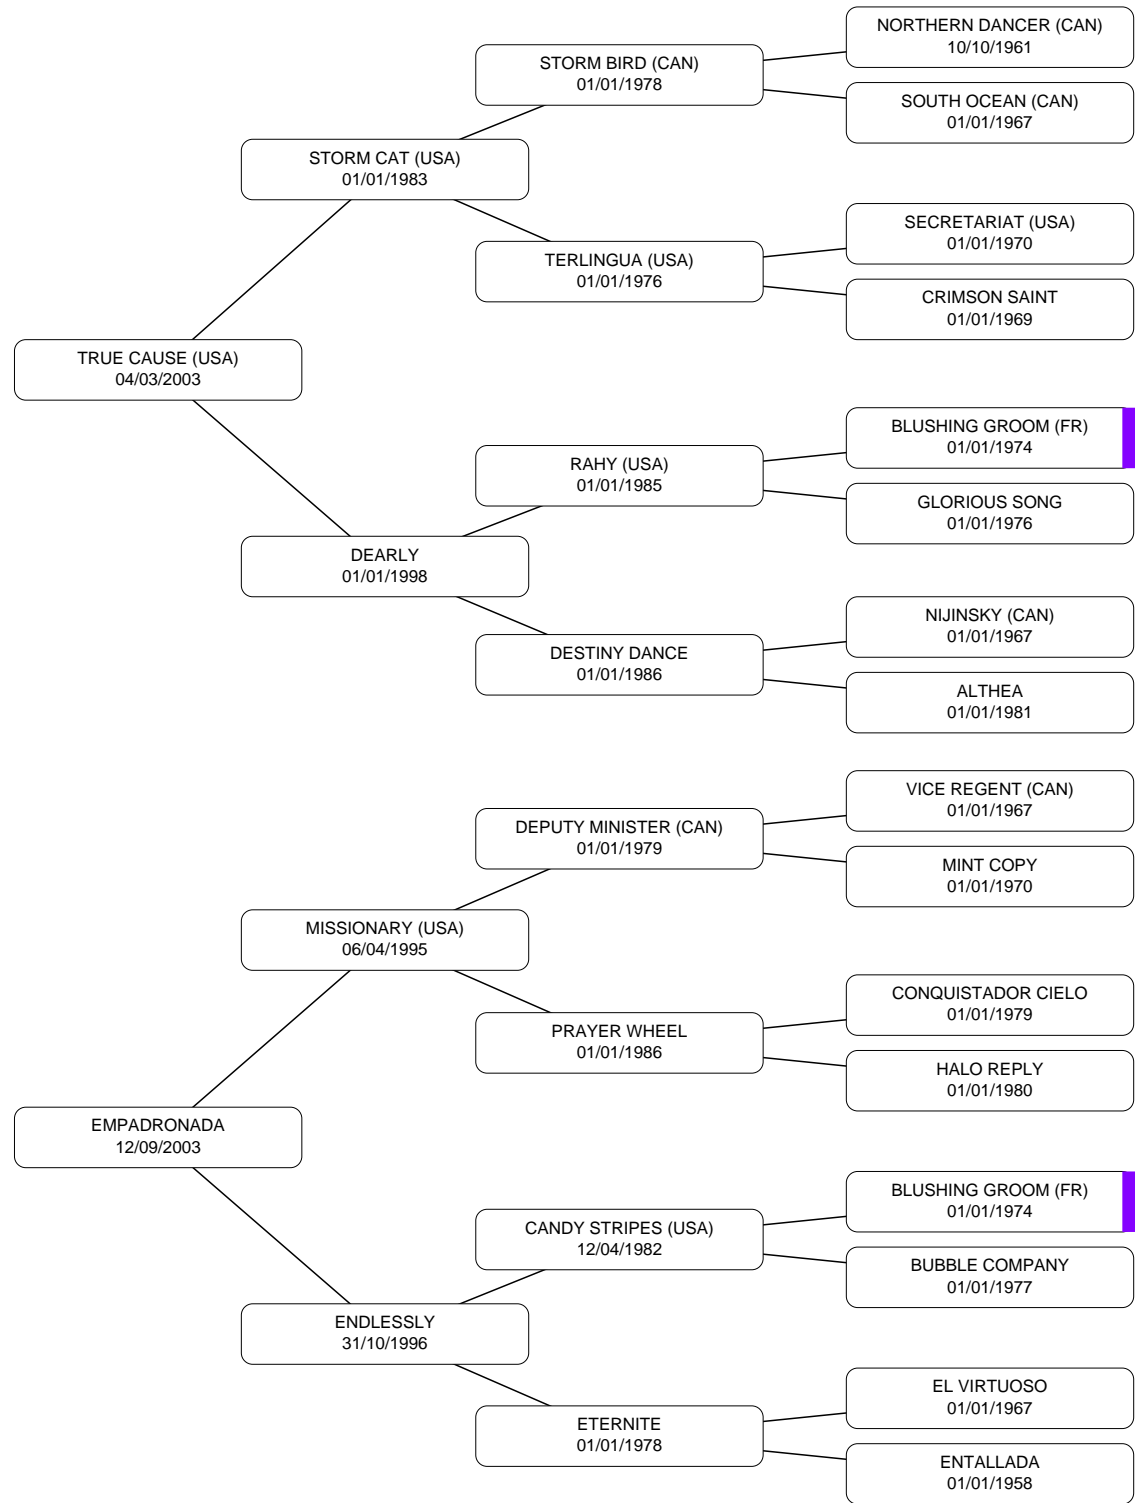 NORTHERN DANCER (CAN)
10/10/1961
STORM BIRD (CAN)
01/01/1978
SOUTH OCEAN (CAN)
01/01/1967
STORM CAT (USA)
01/01/1983
SECRETARIAT (USA)
01/01/1970
TERLINGUA (USA)
01/01/1976
CRIMSON SAINT
01/01/1969
TRUE CAUSE (USA)
04/03/2003
BLUSHING GROOM (FR)
01/01/1974
RAHY (USA)
01/01/1985
GLORIOUS SONG
01/01/1976
DEARLY
01/01/1998
NIJINSKY (CAN)
01/01/1967
DESTINY DANCE
01/01/1986
ALTHEA
01/01/1981
VICE REGENT (CAN)
01/01/1967
DEPUTY MINISTER (CAN)
01/01/1979
MINT COPY
01/01/1970
MISSIONARY (USA)
06/04/1995
CONQUISTADOR CIELO
01/01/1979
PRAYER WHEEL
01/01/1986
HALO REPLY
01/01/1980
EMPADRONADA
12/09/2003
BLUSHING GROOM (FR)
01/01/1974
CANDY STRIPES (USA)
12/04/1982
BUBBLE COMPANY
01/01/1977
ENDLESSLY
31/10/1996
EL VIRTUOSO
01/01/1967
ETERNITE
01/01/1978
ENTALLADA
01/01/1958